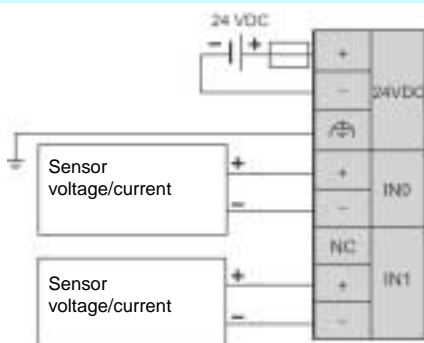 24 VDC
- +
+
-
24VDC
Sensor
voltage/current
+
-
+
-
IN0
NC
Sensor
voltage/current
+
-
+
-
IN1